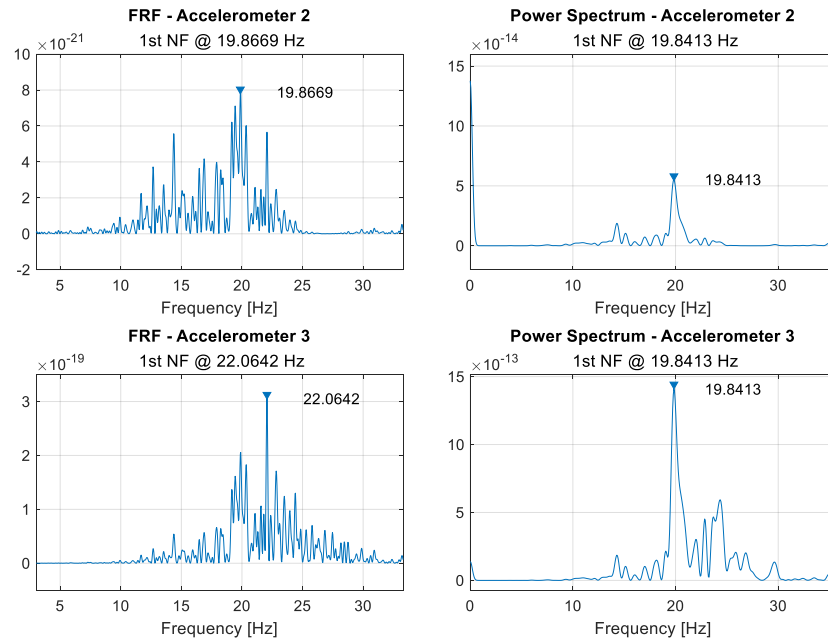 FRF - Accelerometer 2
1st NF @ 19.8669 Hz
×10^-21
10
8
6
4
2
0
-2
19.8669
5 10 15 20 25 30
Frequency [Hz]
Power Spectrum - Accelerometer 2
1st NF @ 19.8413 Hz
×10^-14
15
10
5
0
19.8413
0 10 20 30
Frequency [Hz]
FRF - Accelerometer 3
1st NF @ 22.0642 Hz
×10^-19
3
2
1
0
22.0642
5 10 15 20 25 30
Frequency [Hz]
Power Spectrum - Accelerometer 3
1st NF @ 19.8413 Hz
×10^-13
15
10
5
0
19.8413
0 10 20 30
Frequency [Hz]